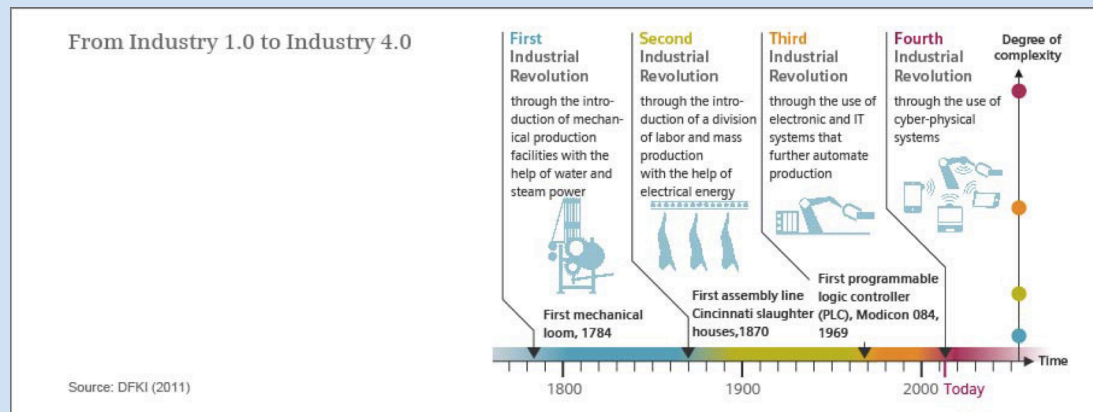 From Industry 1.0 to Industry 4.0
First
Industrial
Revolution
through the intro-
duction of mechan-
ical production
facilities with the
help of water and
steam power
Second
Industrial
Revolution
through the intro-
duction of a division
of labor and mass
production
with the help of
electrical energy
Third
Industrial
Revolution
through the use of
electronic and IT
systems that
further automate
production
Fourth
Industrial
Revolution
through the use of
cyber-physical
systems
Degree of
complexity
First mechanical
loom, 1784
First assembly line
Cincinnati slaughter
houses,1870
First programmable
logic controller
(PLC), Modicon 084,
1969
Time
1800
1900
2000 Today
Source: DFKI (2011)